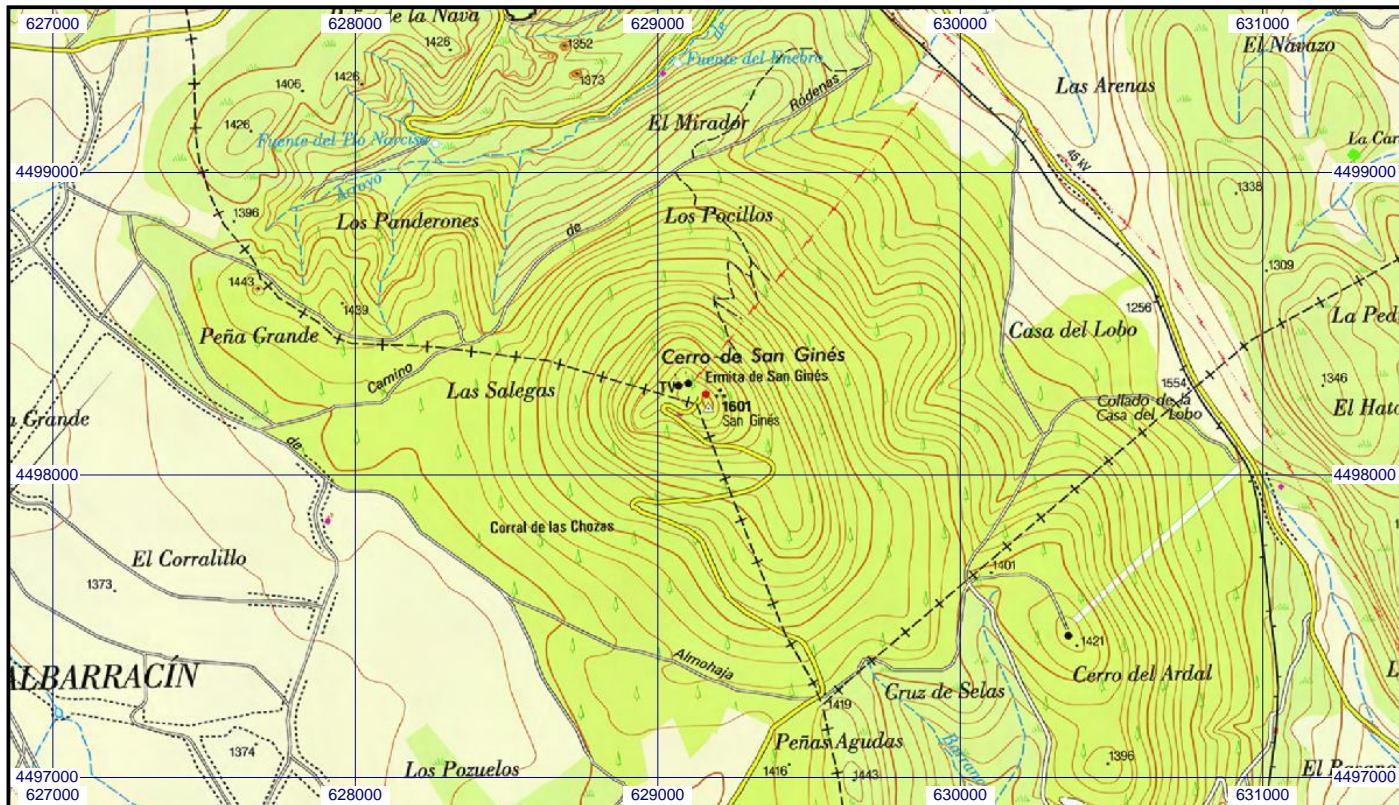 627000
628000
629000
630000
631000
de la Nava
1426
1352
1373
El Navazo
Fuente del Enebro
1406
1426
Las Arenas
Ródenas
El Mirador
1426
Fuente del Tío Narciso
La Car
45 kV
4499000
4499000
Arroyo
1338
1396
Los Panderones
Los Pocillos
de
1309
1443
1439
1256
La Ped
Peña Grande
Casa del Lobo
Cerro de San Ginés
Camino
Ermita de San Ginés
TV
1554
1346
Las Salegas
1601
San Ginés
Collado de la
Casa del Lobo
El Hato
a Grande
de
4498000
4498000
Corral de las Chozas
El Corralillo
1401
1373
1421
Almohaja
ALBARRACÍN
Cerro del Ardal
Cruz de Selas
1419
1374
Peñas Agudas
Barranc
1396
Los Pozuelos
1416
1443
4497000
4497000
627000
628000
629000
630000
631000